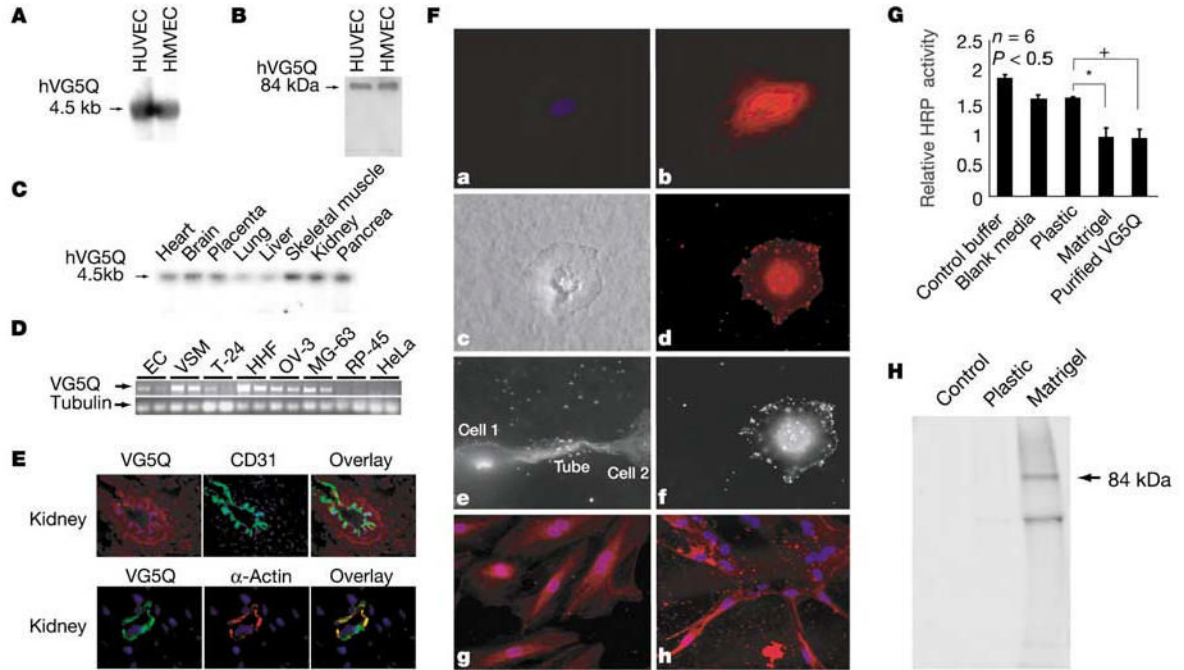 A
HUVEC
HMVEC
hVG5Q
4.5 kb
B
HUVEC
HMVEC
hVG5Q
84 kDa
C
Heart
Brain
Placenta
Lung
Liver
Skeletal muscle
Kidney
Pancrea
hVG5Q
4.5kb
D
EC
VSM
T-24
HHF
OV-3
MG-63
RP-45
HeLa
VG5Q
Tubulin
E
VG5Q CD31 Overlay
Kidney
VG5Q α-Actin Overlay
Kidney
F
a
b
c
d
Cell 1
Tube
Cell 2
e
f
g
h
G
n = 6
P < 0.5
+
*
Relative HRP activity
2.5
2
1.5
1
0.5
0
Control buffer
Blank media
Plastic
Matrigel
Purified VG5Q
H
Control
Plastic
Matrigel
84 kDa